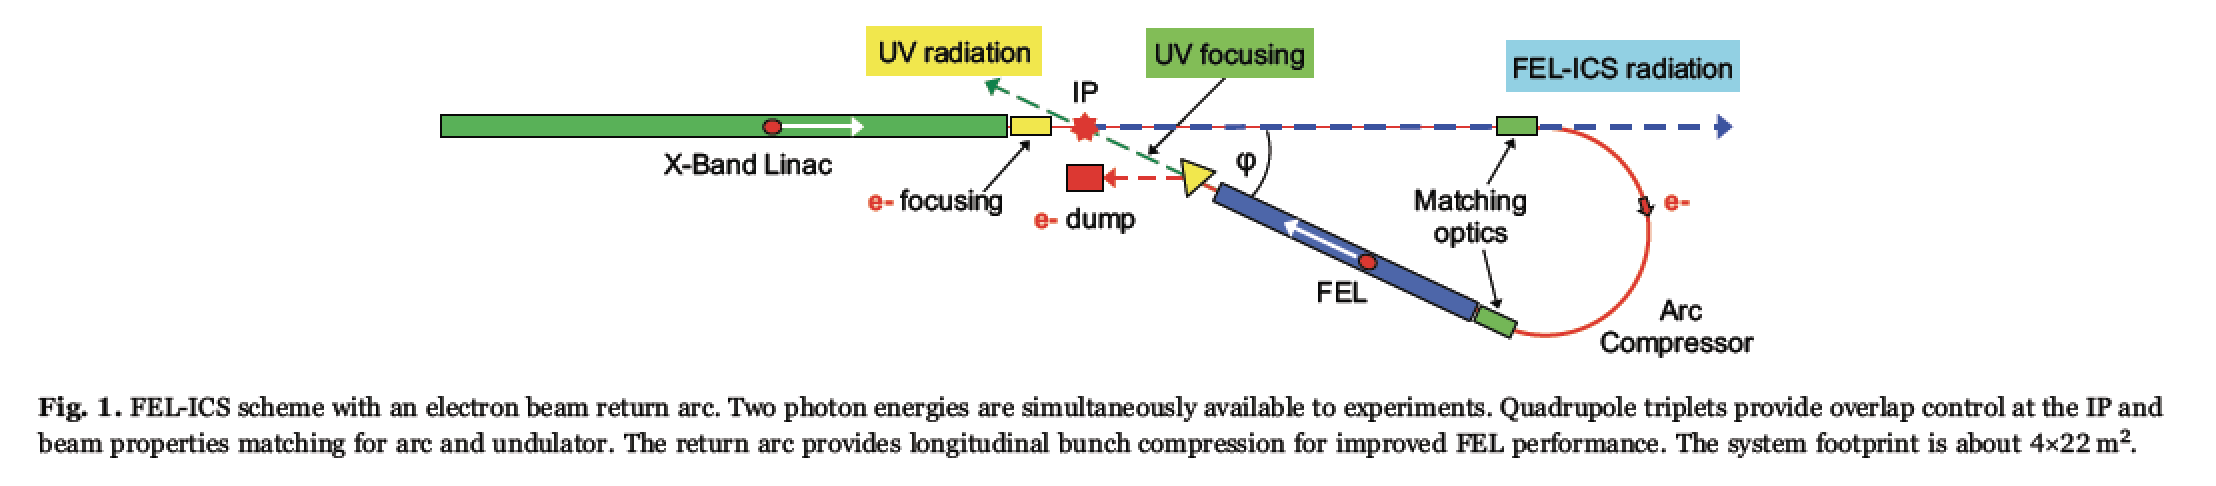 UV radiation
IP
UV focusing
FEL-ICS radiation
X-Band Linac
φ
e- focusing
e- dump
Matching
optics
e-
FEL
Arc
Compressor
Fig. 1. FEL-ICS scheme with an electron beam return arc. Two photon energies are simultaneously available to experiments. Quadrupole triplets provide overlap control at the IP and
beam properties matching for arc and undulator. The return arc provides longitudinal bunch compression for improved FEL performance. The system footprint is about 4×22 m².